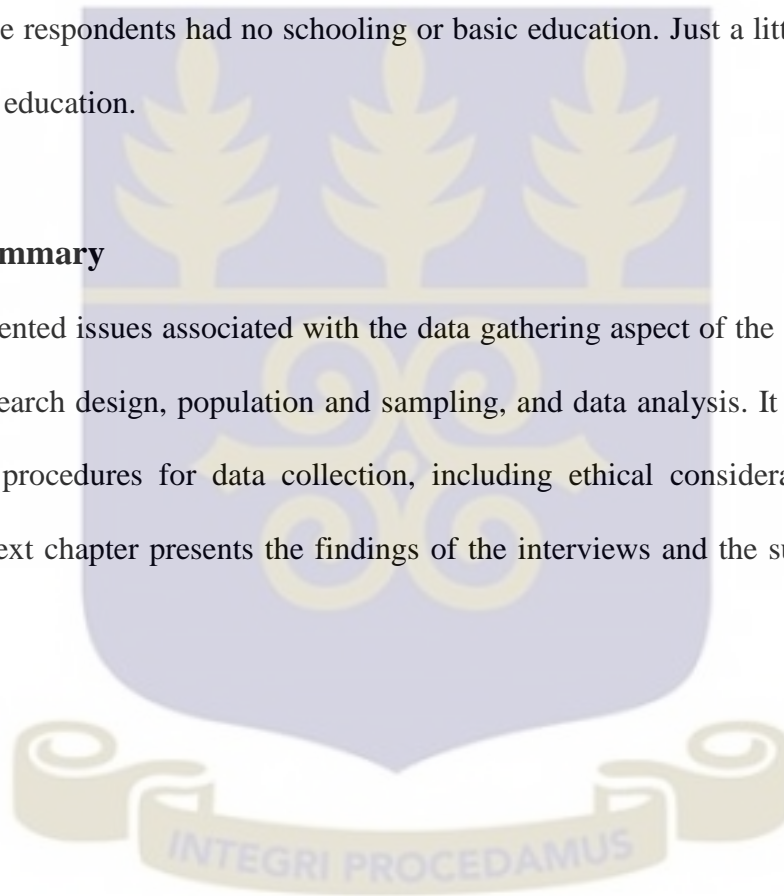 e respondents had no schooling or basic education. Just a litt
education.
mmary
ented issues associated with the data gathering aspect of the
earch design, population and sampling, and data analysis. It
procedures for data collection, including ethical considera
ext chapter presents the findings of the interviews and the su
INTEGRI PROCEDAMUS